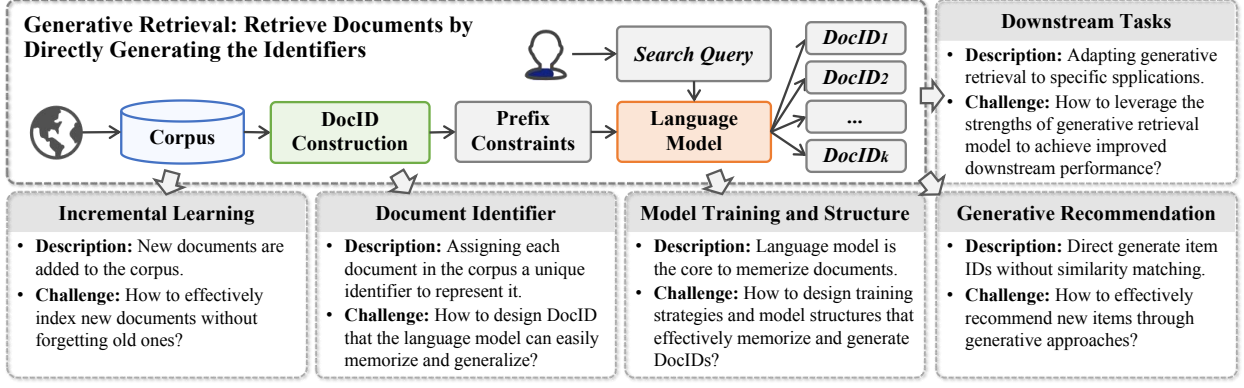 Generative Retrieval: Retrieve Documents by
Directly Generating the Identifiers
Search Query
Corpus
DocID
Construction
Prefix
Constraints
Language
Model
DocID1
DocID2
...
DocIDk
Downstream Tasks
• Description: Adapting generative
retrieval to specific spplications.
• Challenge: How to leverage the
strengths of generative retrieval
model to achieve improved
downstream performance?
Incremental Learning
• Description: New documents are
added to the corpus.
• Challenge: How to effectively
index new documents without
forgetting old ones?
Document Identifier
• Description: Assigning each
document in the corpus a unique
identifier to represent it.
• Challenge: How to design DocID
that the language model can easily
memorize and generalize?
Model Training and Structure
• Description: Language model is
the core to memerize documents.
• Challenge: How to design training
strategies and model structures that
effectively memorize and generate
DocIDs?
Generative Recommendation
• Description: Direct generate item
IDs without similarity matching.
• Challenge: How to effectively
recommend new items through
generative approaches?